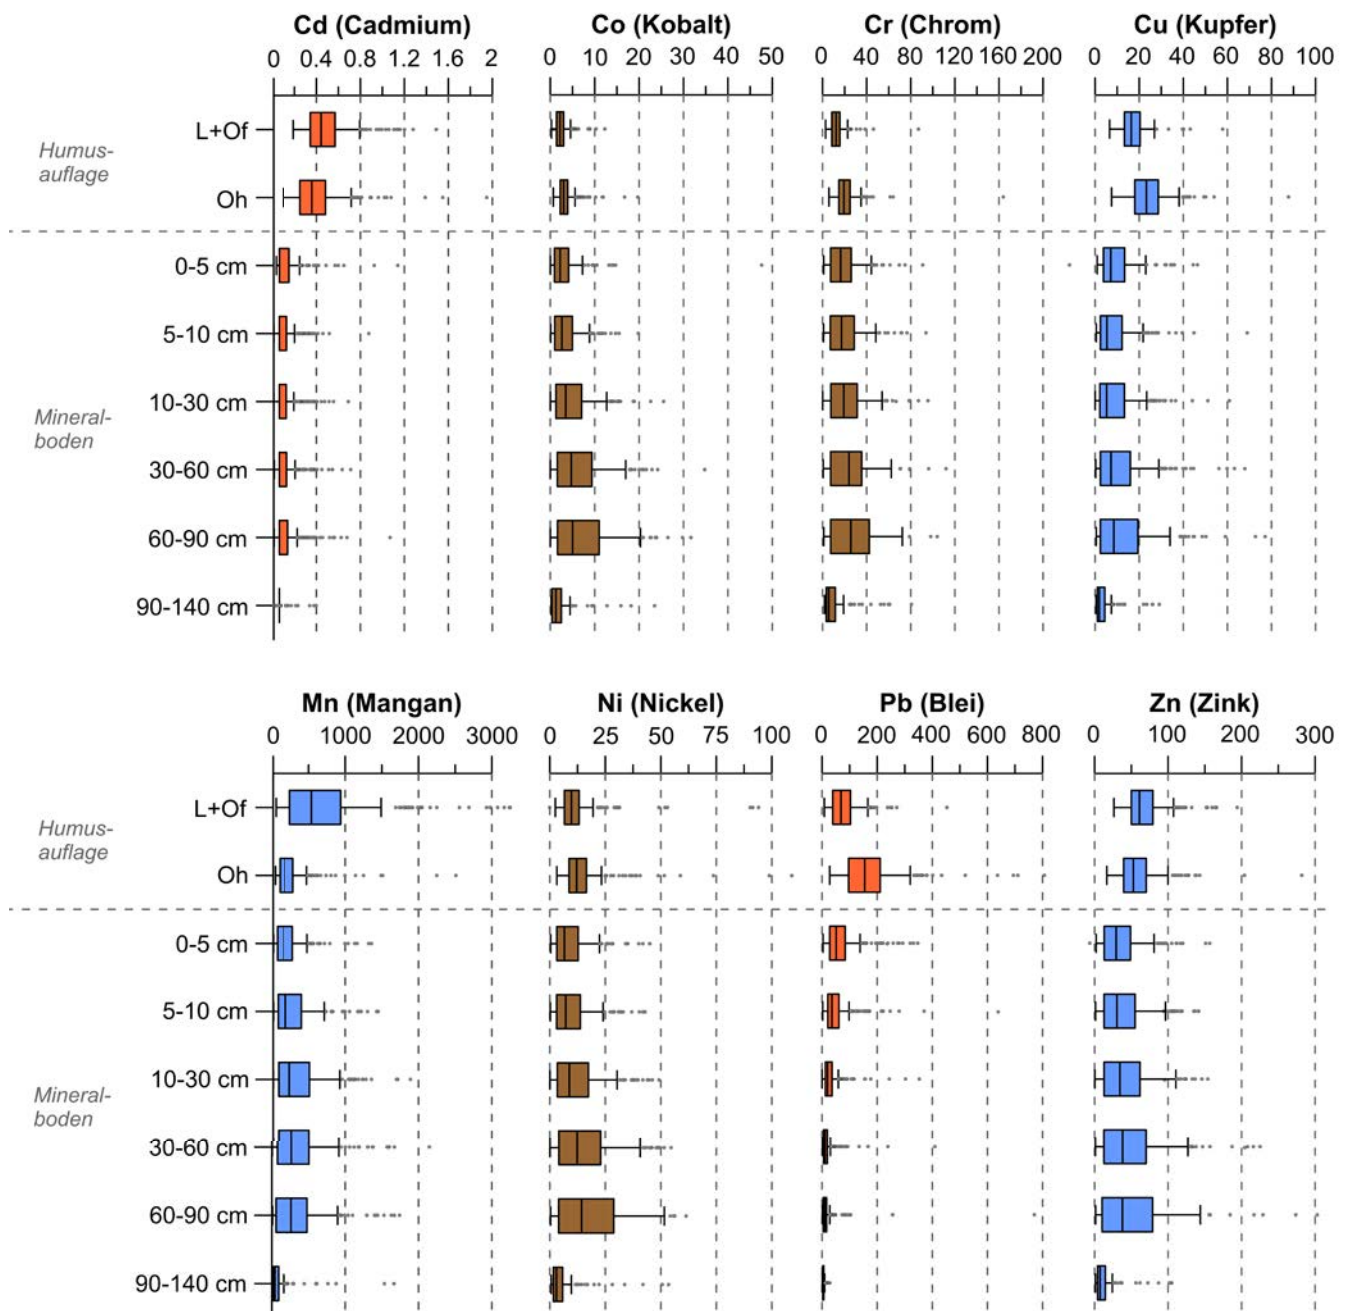 Cd (Cadmium) Co (Kobalt) Cr (Chrom) Cu (Kupfer)
0 0.4 0.8 1.2 1.6 2 0 10 20 30 40 50 0 40 80 120 200 0 20 40 60 80 100
L+Of
Humus-
auflage
Oh
0-5 cm
5-10 cm
10-30 cm
Mineral-
boden
30-60 cm
60-90 cm
90-140 cm
Mn (Mangan) Ni (Nickel) Pb (Blei) Zn (Zink)
0 1000 2000 3000 0 25 50 75 100 0 200 400 600 800 0 100 200 300
L+Of
Humus-
auflage
Oh
0-5 cm
5-10 cm
10-30 cm
Mineral-
boden
30-60 cm
60-90 cm
90-140 cm